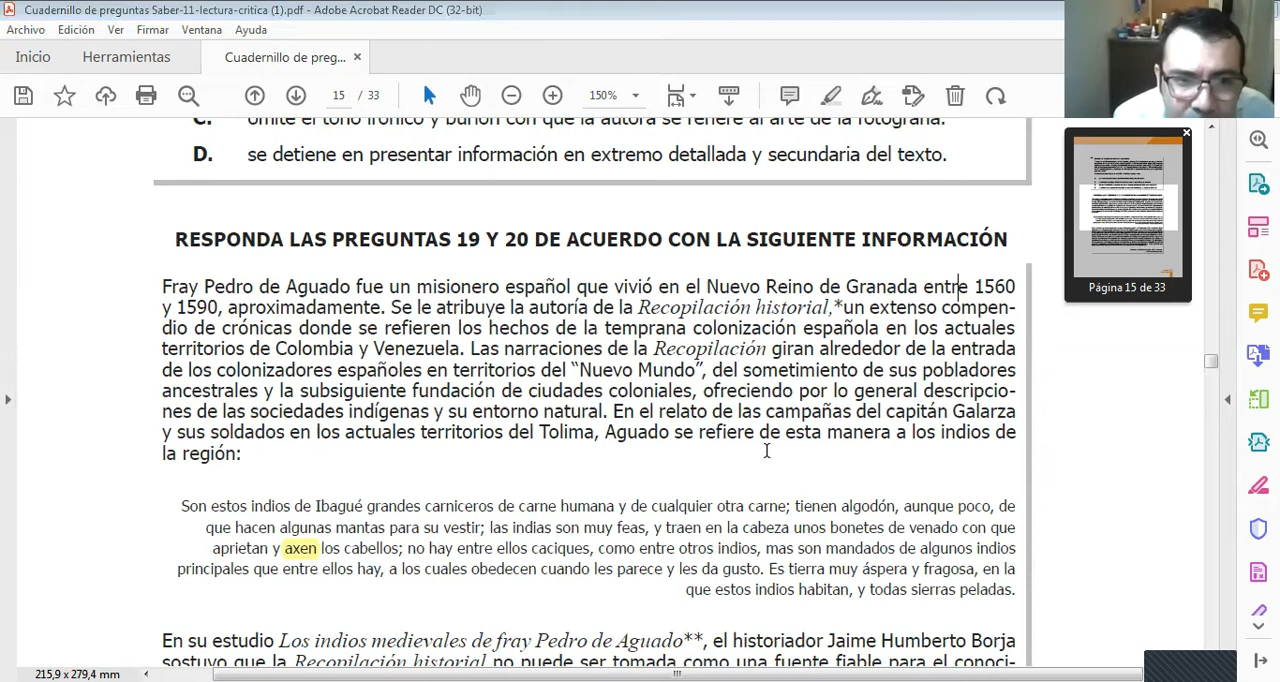 Cuadernillo de preguntas Saber-11-lectura-critica (1).pdf - Adobe Acrobat Reader DC (32-bit)
Archivo Edición Ver Firmar Ventana Ayuda
Inicio Herramientas Cuadernillo de preg... ×
15 / 33 150%
C. omite el tono irónico y burlón con que la autora se refiere al arte de la fotografía.
D. se detiene en presentar información en extremo detallada y secundaria del texto.
RESPONDA LAS PREGUNTAS 19 Y 20 DE ACUERDO CON LA SIGUIENTE INFORMACIÓN
Fray Pedro de Aguado fue un misionero español que vivió en el Nuevo Reino de Granada entre 1560
y 1590, aproximadamente. Se le atribuye la autoría de la Recopilación historial,*un extenso compen-
dio de crónicas donde se refieren los hechos de la temprana colonización española en los actuales
territorios de Colombia y Venezuela. Las narraciones de la Recopilación giran alrededor de la entrada
de los colonizadores españoles en territorios del “Nuevo Mundo”, del sometimiento de sus pobladores
ancestrales y la subsiguiente fundación de ciudades coloniales, ofreciendo por lo general descripcio-
nes de las sociedades indígenas y su entorno natural. En el relato de las campañas del capitán Galarza
y sus soldados en los actuales territorios del Tolima, Aguado se refiere de esta manera a los indios de
la región:
Son estos indios de Ibagué grandes carniceros de carne humana y de cualquier otra carne; tienen algodón, aunque poco, de
que hacen algunas mantas para su vestir; las indias son muy feas, y traen en la cabeza unos bonetes de venado con que
aprietan y axen los cabellos; no hay entre ellos caciques, como entre otros indios, mas son mandados de algunos indios
principales que entre ellos hay, a los cuales obedecen cuando les parece y les da gusto. Es tierra muy áspera y fragosa, en la
que estos indios habitan, y todas sierras peladas.
En su estudio Los indios medievales de fray Pedro de Aguado**, el historiador Jaime Humberto Borja
sostuvo que la Recopilación historial no puede ser tomada como una fuente fiable para el conoci-
Página 15 de 33
215,9 x 279,4 mm